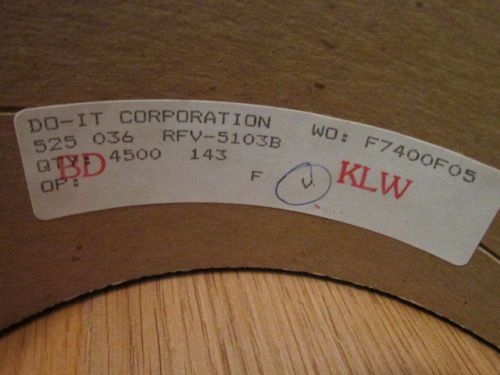 DO-IT CORPORATION WO: F7400F05
525 036 RFV-5103B
QTY: 4500 143
BD
OP: F V KLW